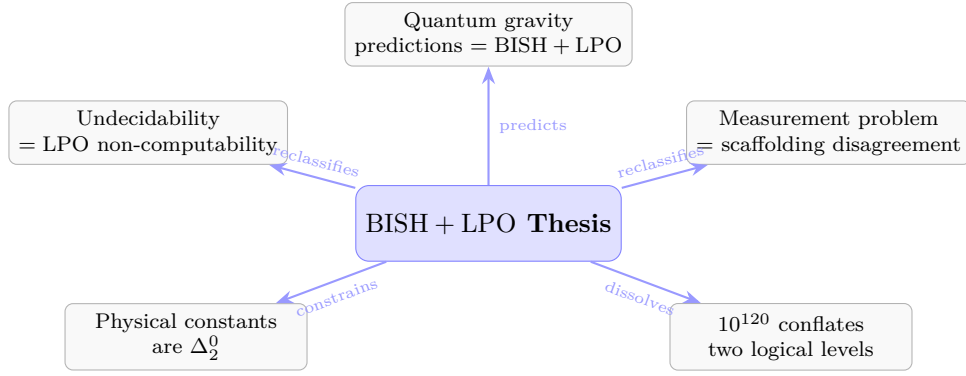 Quantum gravity
predictions = BISH + LPO
Undecidability
= LPO non-computability
Measurement problem
= scaffolding disagreement
predicts
reclassifies
reclassifies
BISH + LPO Thesis
constrains
dissolves
Physical constants
are Δ⁰₂
10¹²⁰ conflates
two logical levels